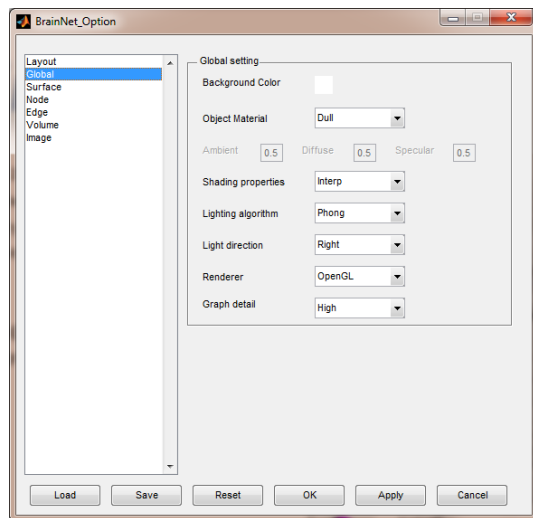 BrainNet_Option
Layout
Global
Surface
Node
Edge
Volume
Image
Global setting
Background Color
Object Material Dull
Ambient 0.5 Diffuse 0.5 Specular 0.5
Shading properties Interp
Lighting algorithm Phong
Light direction Right
Renderer OpenGL
Graph detail High
Load Save Reset OK Apply Cancel